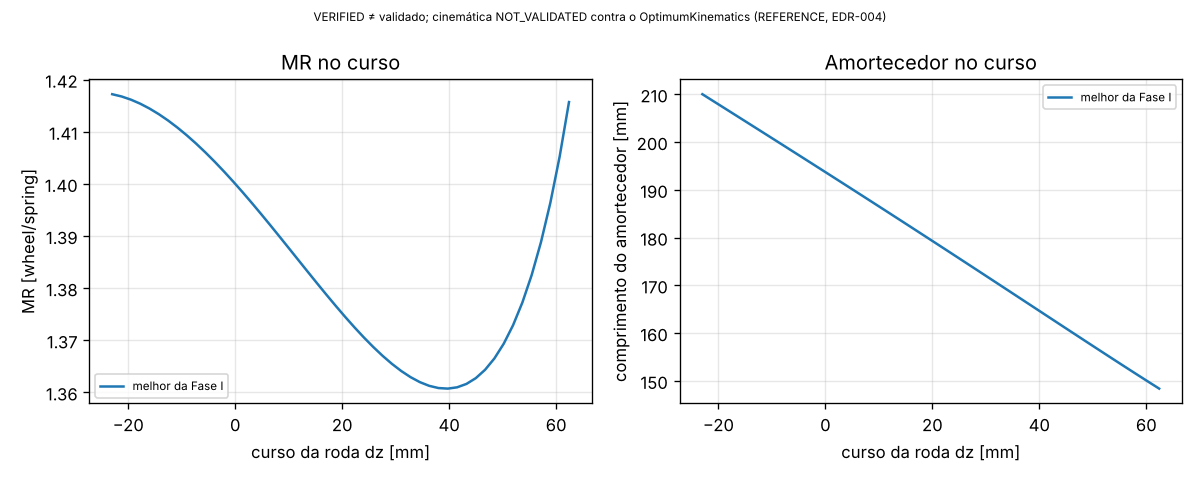 VERIFIED ≠ validado; cinemática NOT_VALIDATED contra o OptimumKinematics (REFERENCE, EDR-004)
MR no curso
MR [wheel/spring]
1.42
1.41
1.40
1.39
1.38
1.37
1.36
melhor da Fase I
−20 0 20 40 60
curso da roda dz [mm]
Amortecedor no curso
comprimento do amortecedor [mm]
210
200
190
180
170
160
150
melhor da Fase I
−20 0 20 40 60
curso da roda dz [mm]